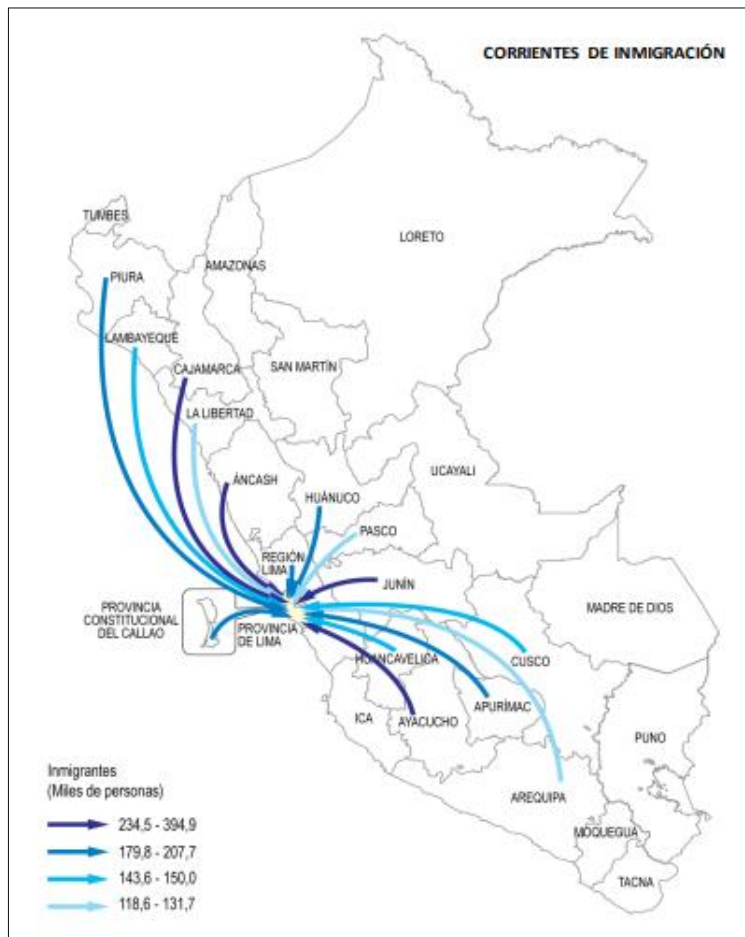 CORRIENTES DE INMIGRACIÓN
TUMBES
LORETO
PIURA
AMAZONAS
LAMBAYEQUE
CAJAMARCA
SAN MARTÍN
LA LIBERTAD
UCAYALI
ÁNCASH
HUÁNUCO
PASCO
REGIÓN
LIMA
JUNÍN
PROVINCIA
CONSTITUCIONAL
DEL CALLAO
PROVINCIA
DE LIMA
MADRE DE DIOS
HUANCAVELICA
CUSCO
ICA
AYACUCHO
APURÍMAC
PUNO
AREQUIPA
MOQUEGUA
TACNA
Inmigrantes
(Miles de personas)
234,5 - 394,9
179,8 - 207,7
143,6 - 150,0
118,6 - 131,7